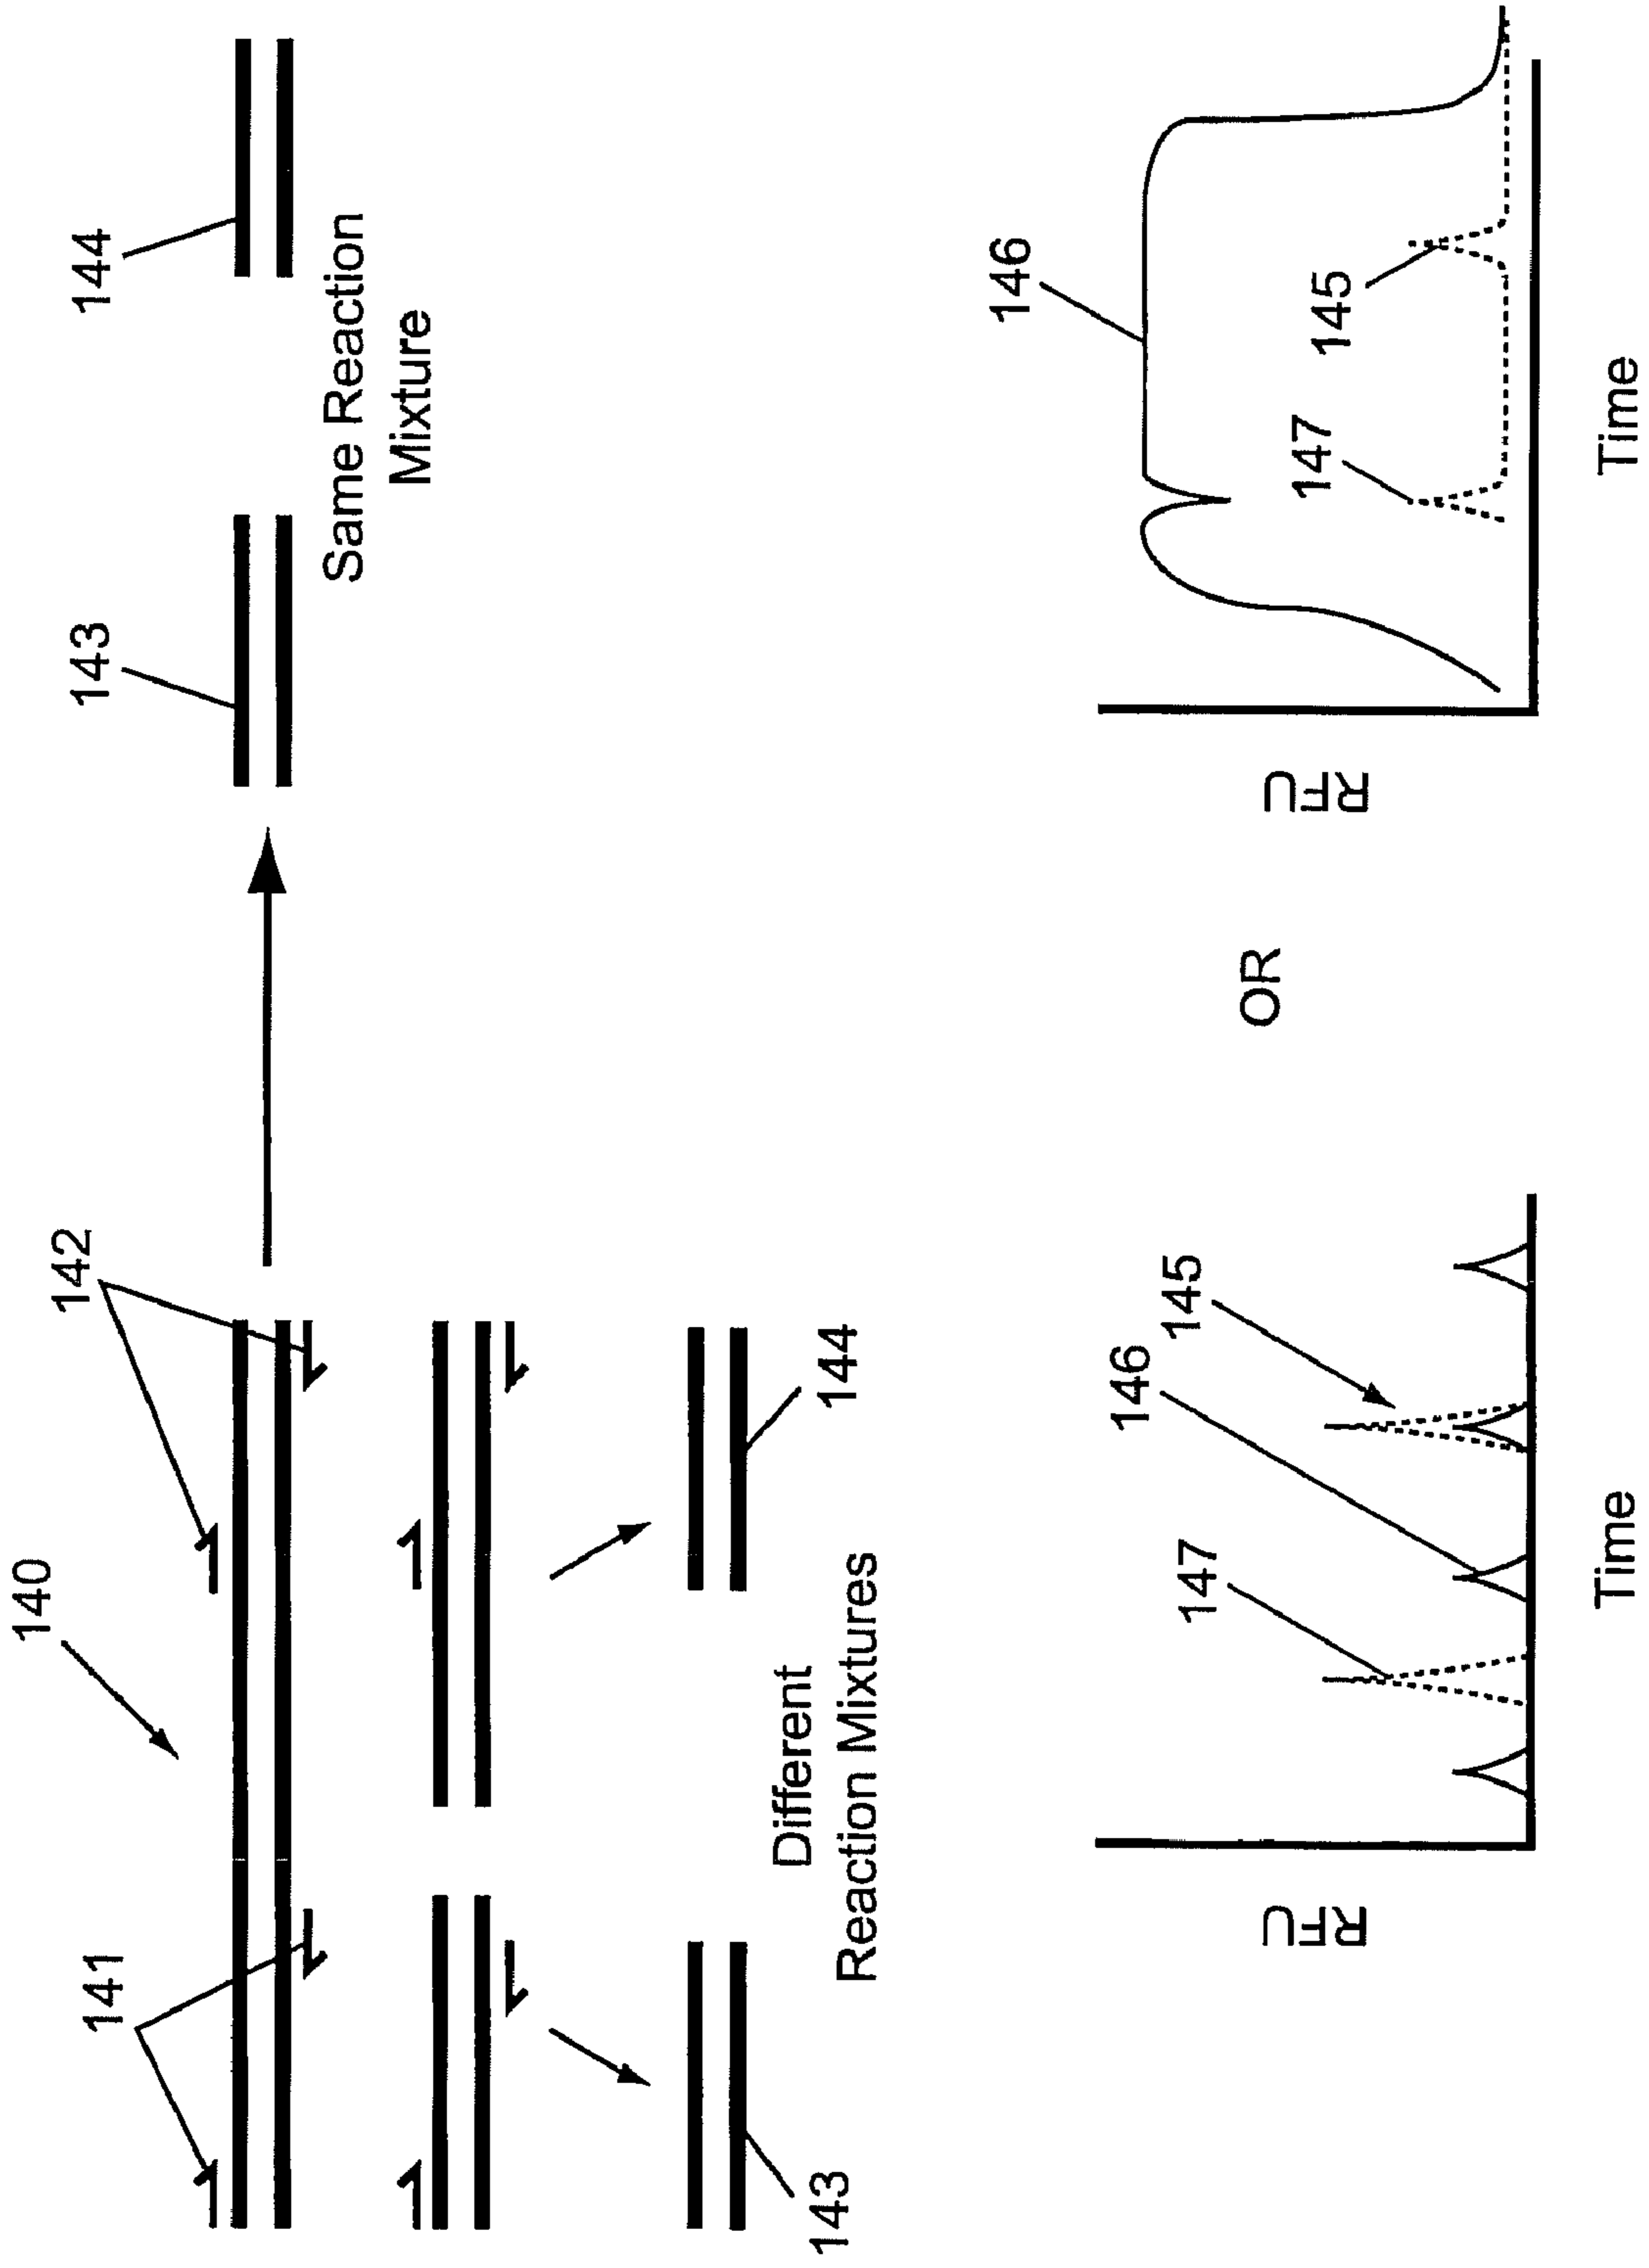 140
141
142
143
144
Same Reaction
Mixture
143
144
Different
Reaction Mixtures
RFU
147
146
145
Time
OR
RFU
146
147
145
Time